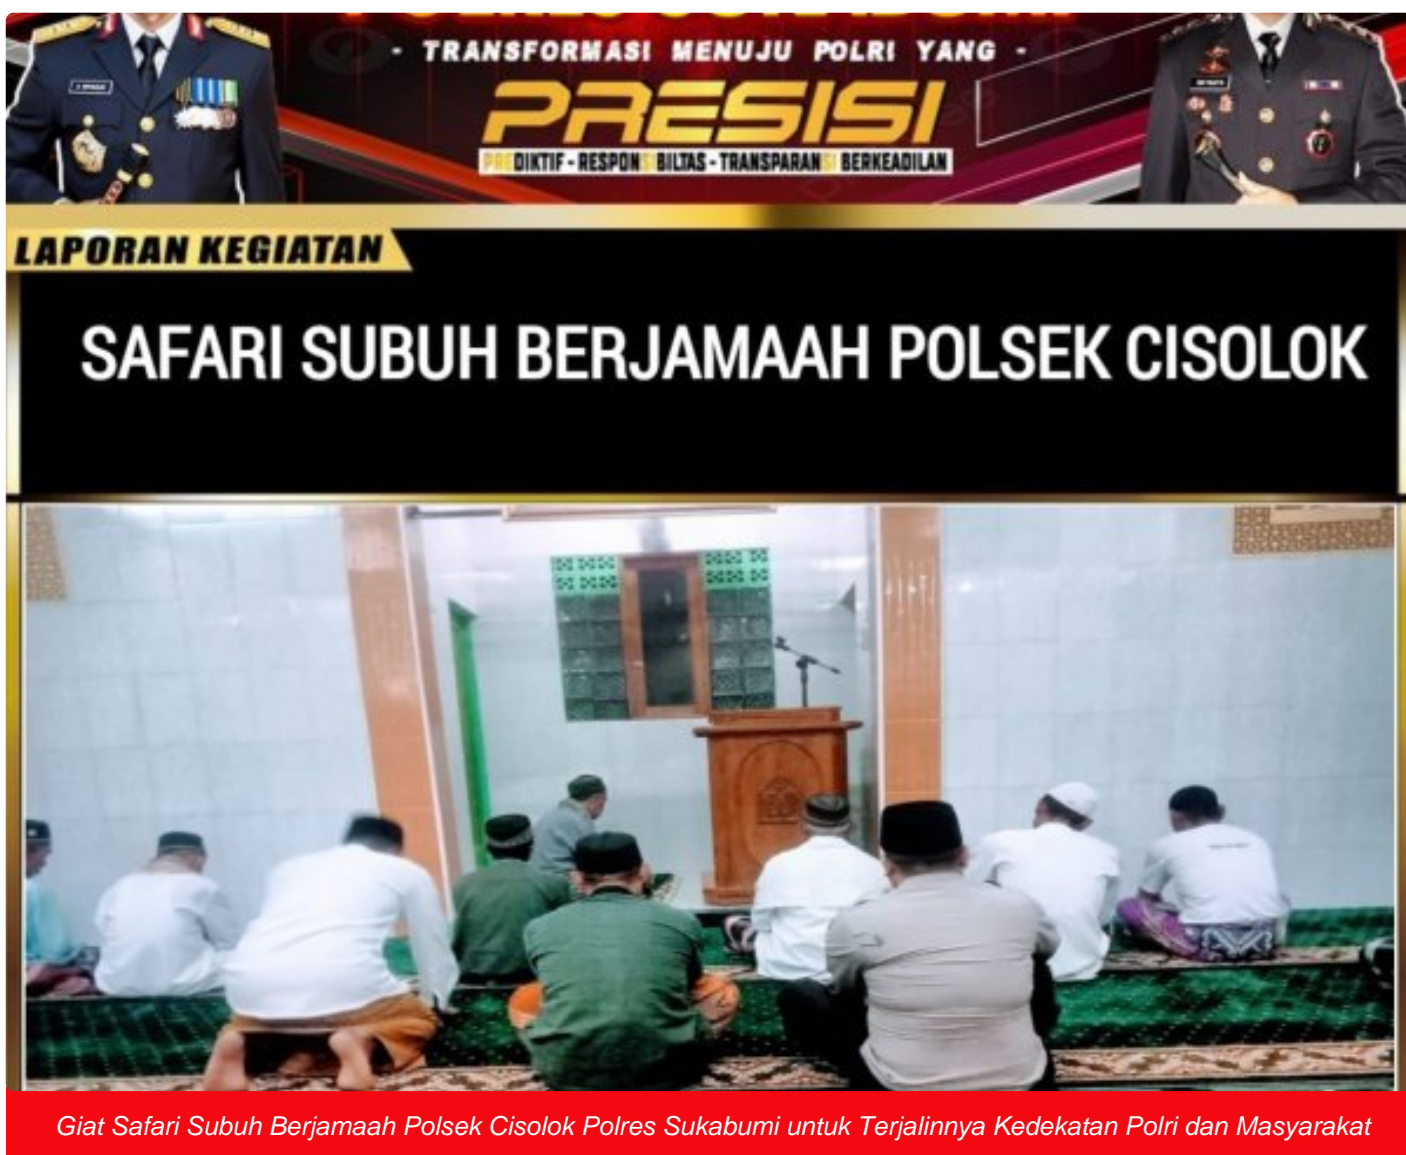 - TRANSFORMASI MENUJU POLRI YANG -
PRESISI
PREDIKTIF - RESPONSIBILTAS - TRANSPARANSI BERKEADILAN
LAPORAN KEGIATAN
SAFARI SUBUH BERJAMAAH POLSEK CISOLOK
Giat Safari Subuh Berjamaah Polsek Cisolok Polres Sukabumi untuk Terjalinnya Kedekatan Polri dan Masyarakat